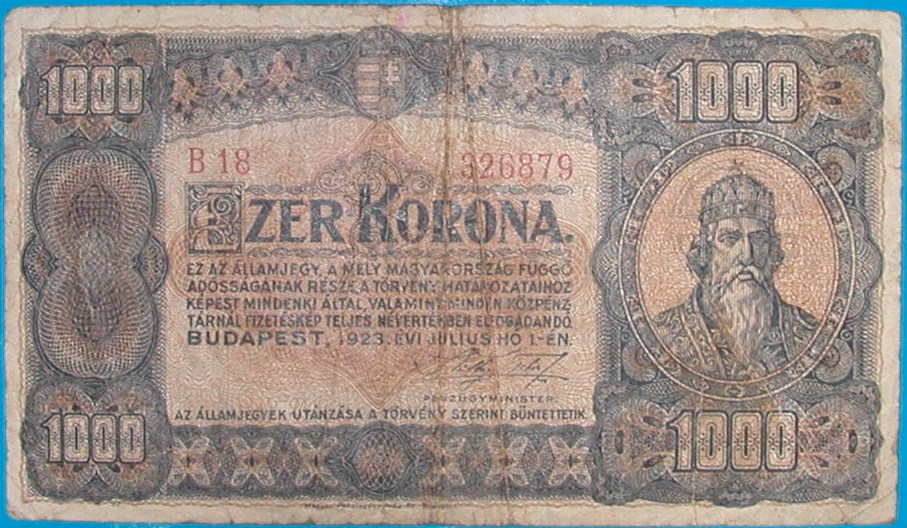 1000
1000
B 18 326879
EZER KORONA.
EZ AZ ÁLLAMJEGY, A MELY MAGYARORSZÁG FÜGGŐ
ADÓSSÁGÁNAK RÉSZE, A TÖRVÉNY HATÁROZATAIHOZ
KÉPEST MINDENKI ÁLTAL, VALAMINT MINDEN KÖZPÉNZ-
TÁRNÁL FIZETÉSKÉP TELJES NÉVÉRTÉKBEN ELFOGADANDÓ.
BUDAPEST, 1923. ÉVI JÚLIUS HÓ 1.-ÉN.
PÉNZÜGYMINISTER.
AZ ÁLLAMJEGYEK UTÁNZÁSA A TÖRVÉNY SZERINT BÜNTETTETIK.
1000
1000